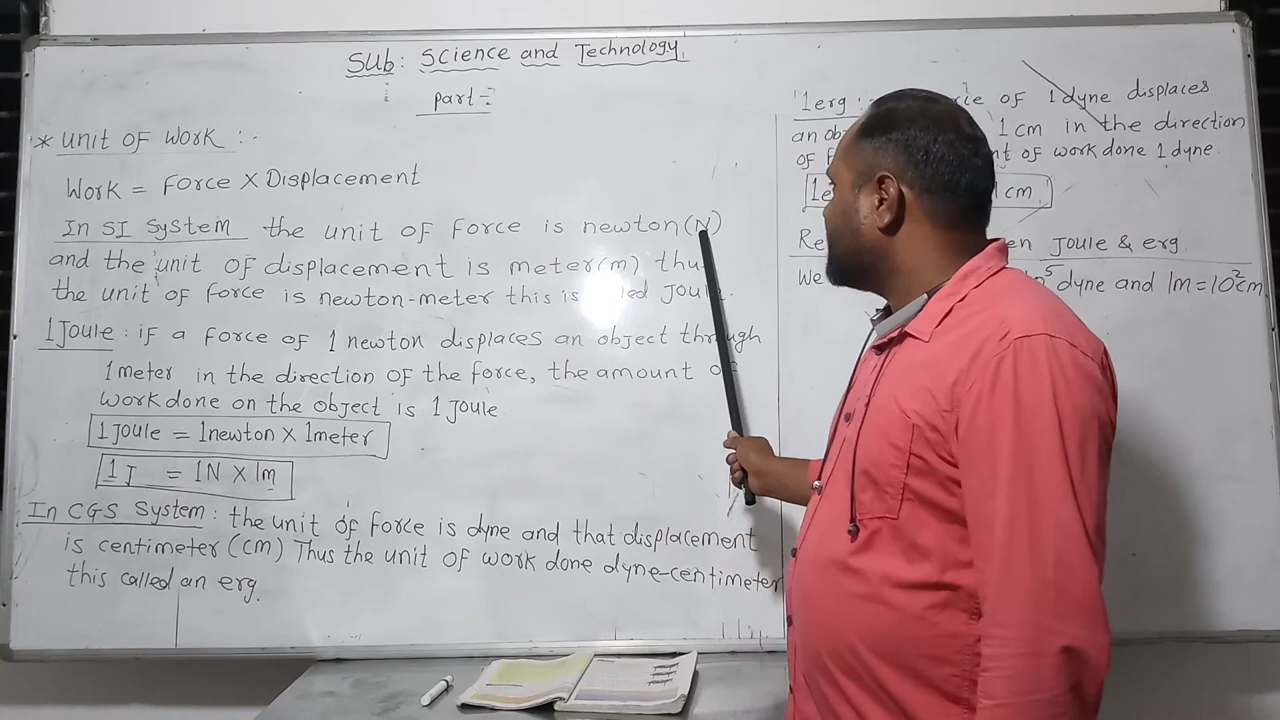 SUb: Science and Technology
part-
* unit of work :-
Work = Force X Displacement
In SI System the unit of force is newton(N)
and the unit of displacement is meter(m)
the unit of force is newton-meter this is Joule.
1Joule : if a force of 1 newton displaces an object through
1meter in the direction of the force, the amount of
work done on the object is 1 Joule
1 Joule = 1newton X 1meter
1 J = 1N X 1m
In CGS System : the unit of force is dyne and that displacement
is centimeter (cm) Thus the unit of work done dyne-centimeter
this called an erg.
1erg : of 1 dyne displaces
an 1 cm in the direction
of of work done 1 dyne.
cm
Joule & erg.
we 10⁵ dyne and 1m = 10²cm